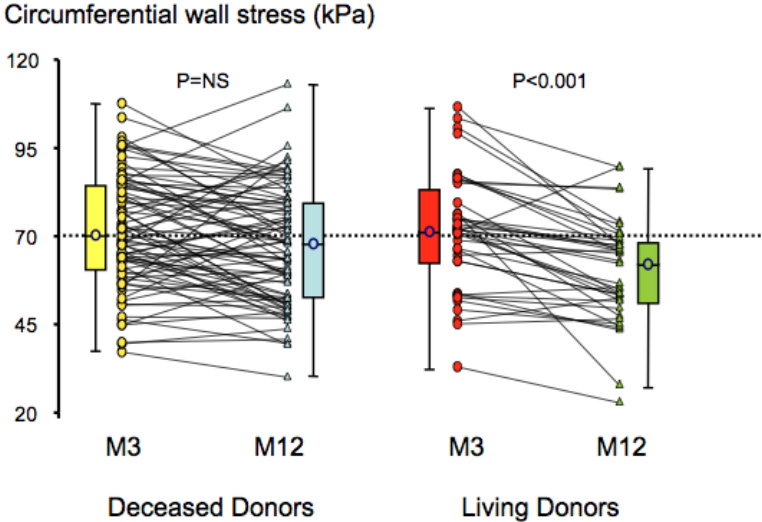 Circumferential wall stress (kPa)
120
P=NS
P<0.001
95
70
45
20
M3
M12
M3
M12
Deceased Donors
Living Donors